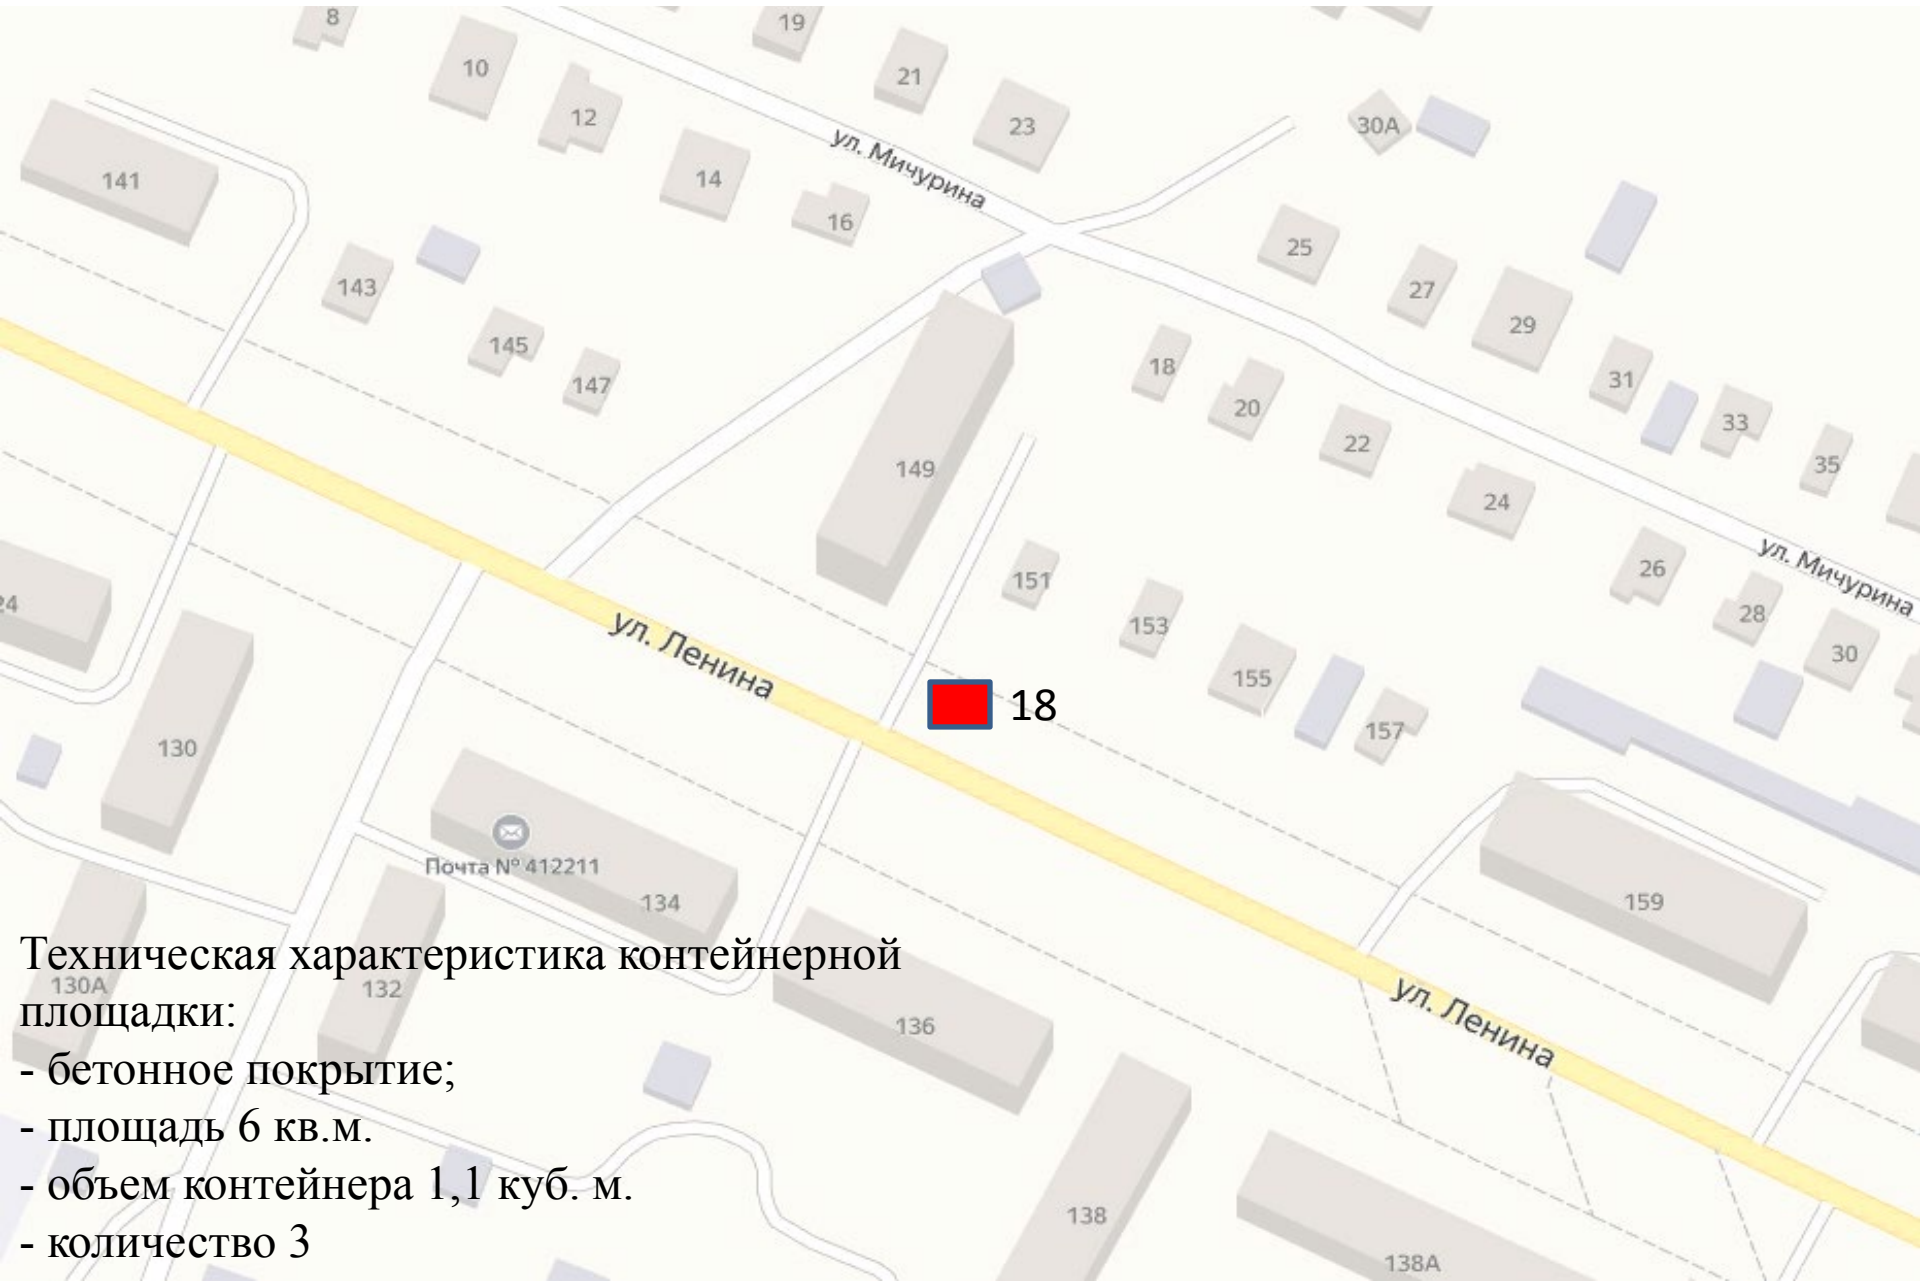 8
19
10
21
12
23
30А
141
14
ул. Мичурина
16
25
143
27
145
29
147
18
31
20
33
22
149
35
24
ул. Мичурина
151
26
153
28
ул. Ленина
30
155
18
157
130
Почта № 412211
134
159
130А
132
136
ул. Ленина
138
138А
Техническая характеристика контейнерной
площадки:
- бетонное покрытие;
- площадь 6 кв.м.
- объем контейнера 1,1 куб. м.
- количество 3